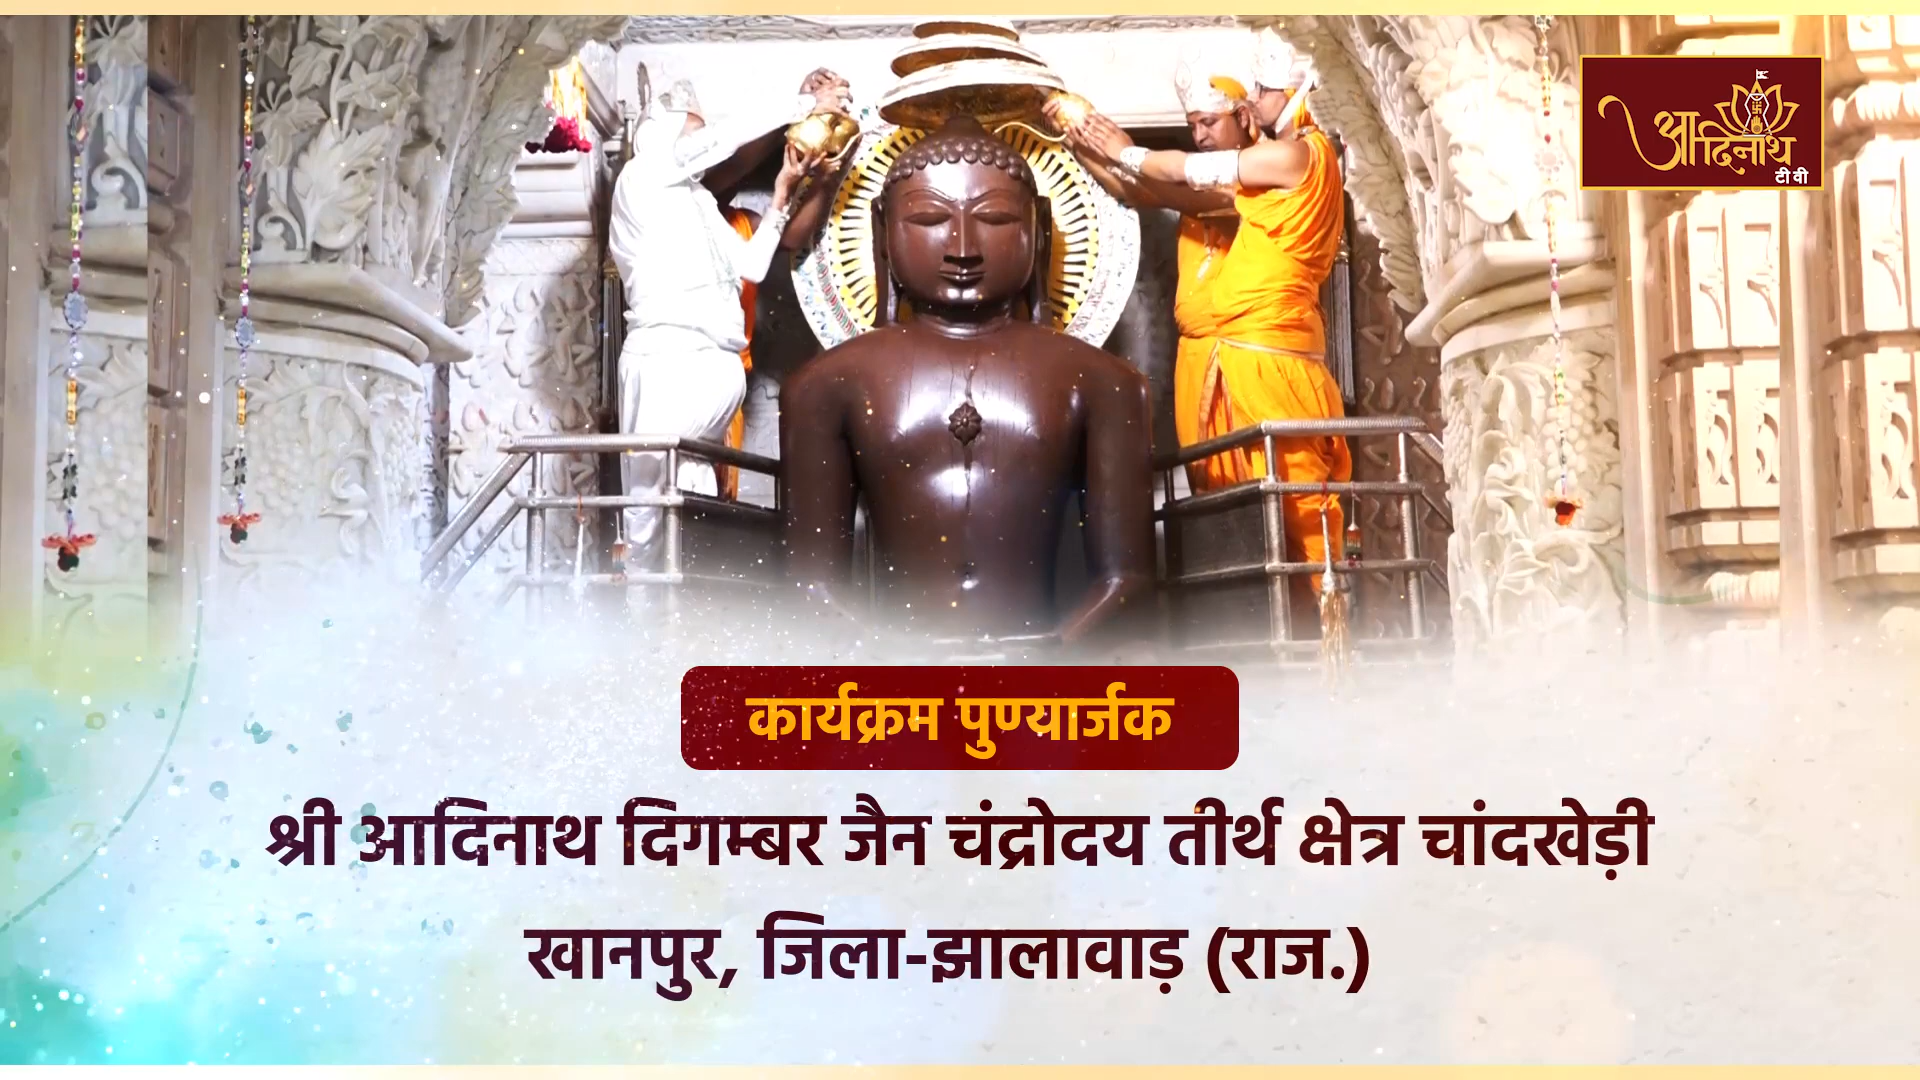 आदिनाथ
टी वी
कार्यक्रम पुण्यार्जक
श्री आदिनाथ दिगम्बर जैन चंद्रोदय तीर्थ क्षेत्र चांदखेड़ी
खानपुर, जिला-झालावाड़ (राज.)